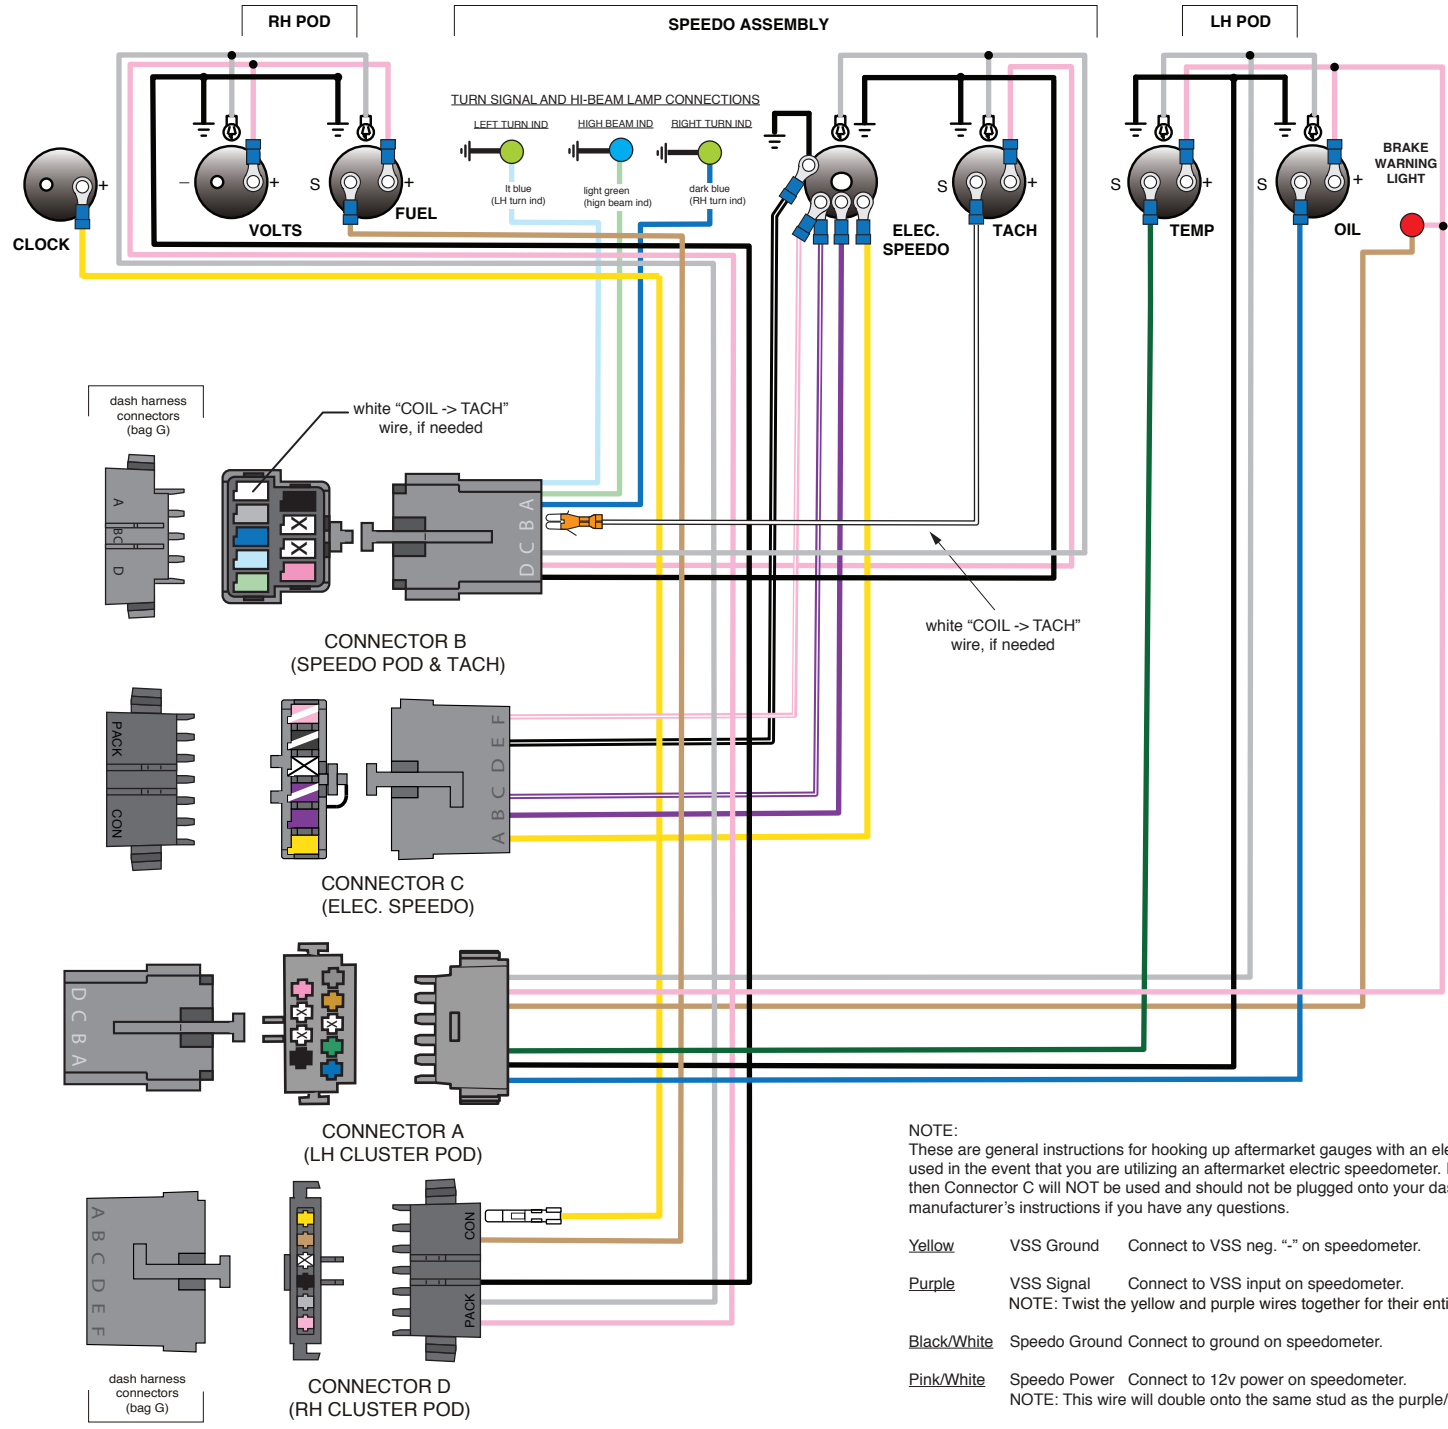 RH POD
SPEEDO ASSEMBLY
LH POD
TURN SIGNAL AND HI-BEAM LAMP CONNECTIONS
LEFT TURN IND
HIGH BEAM IND
RIGHT TURN IND
lt blue
(LH turn ind)
light green
(hign beam ind)
dark blue
(RH turn ind)
+
CLOCK
–
+
VOLTS
S
+
FUEL
ELEC.
SPEEDO
S
+
TACH
S
+
TEMP
S
+
OIL
BRAKE
WARNING
LIGHT
dash harness
connectors
(bag G)
white “COIL -> TACH”
wire, if needed
A
BC
D
D C B A
white “COIL -> TACH”
wire, if needed
CONNECTOR B
(SPEEDO POD & TACH)
PACK
CON
A B C D E F
CONNECTOR C
(ELEC. SPEEDO)
D C B A
CONNECTOR A
(LH CLUSTER POD)
A B C D E F
CON
PACK
CONNECTOR D
(RH CLUSTER POD)
dash harness
connectors
(bag G)
NOTE:
These are general instructions for hooking up aftermarket gauges with an ele
used in the event that you are utilizing an aftermarket electric speedometer.
then Connector C will NOT be used and should not be plugged onto your das
manufacturer’s instructions if you have any questions.
Yellow VSS Ground Connect to VSS neg. “-” on speedometer.
Purple VSS Signal Connect to VSS input on speedometer.
NOTE: Twist the yellow and purple wires together for their enti
Black/White Speedo Ground Connect to ground on speedometer.
Pink/White Speedo Power Connect to 12v power on speedometer.
NOTE: This wire will double onto the same stud as the purple/